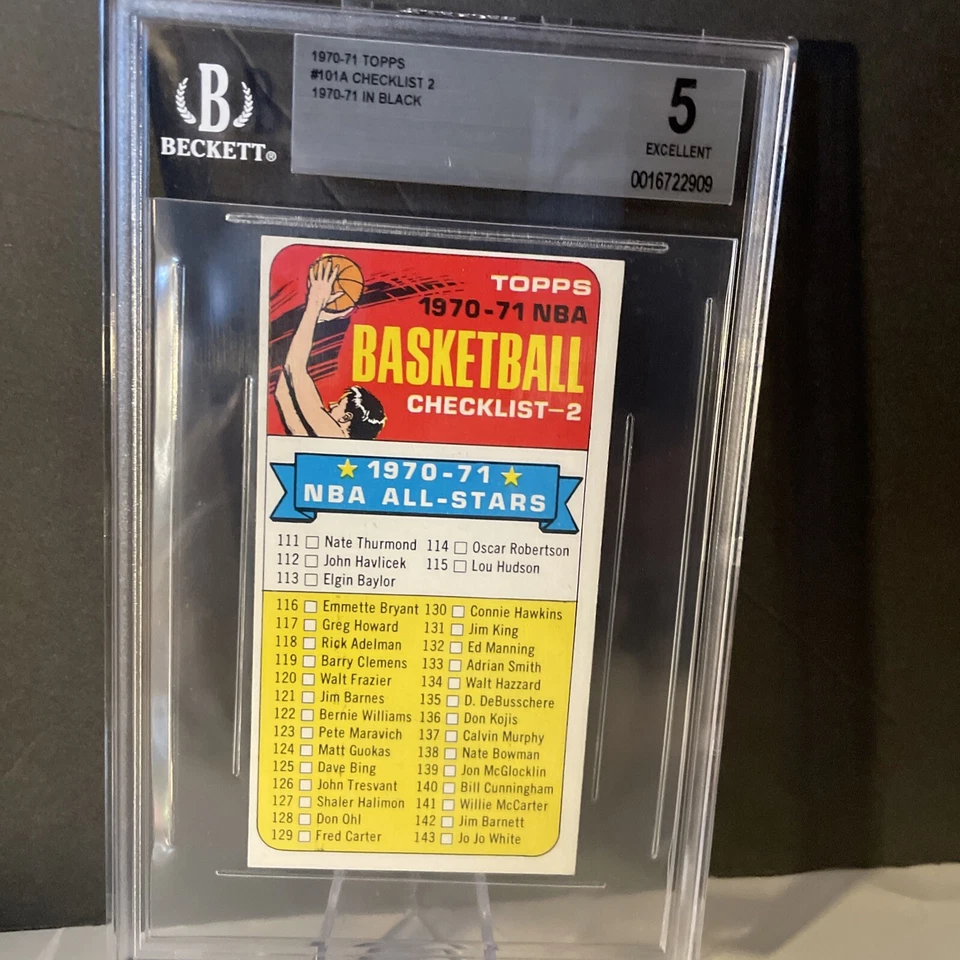 B
BECKETT®
1970-71 TOPPS
#101A CHECKLIST 2
1970-71 IN BLACK
5
EXCELLENT
0016722909
TOPPS
1970-71 NBA
BASKETBALL
CHECKLIST-2
1970-71
NBA ALL-STARS
111 Nate Thurmond 114 Oscar Robertson
112 John Havlicek 115 Lou Hudson
113 Elgin Baylor
116 Emmette Bryant 130 Connie Hawkins
117 Greg Howard 131 Jim King
118 Rick Adelman 132 Ed Manning
119 Barry Clemens 133 Adrian Smith
120 Walt Frazier 134 Walt Hazzard
121 Jim Barnes 135 D. DeBusschere
122 Bernie Williams 136 Don Kojis
123 Pete Maravich 137 Calvin Murphy
124 Matt Guokas 138 Nate Bowman
125 Dave Bing 139 Jon McGlocklin
126 John Tresvant 140 Bill Cunningham
127 Shaler Halimon 141 Willie McCarter
128 Don Ohl 142 Jim Barnett
129 Fred Carter 143 Jo Jo White